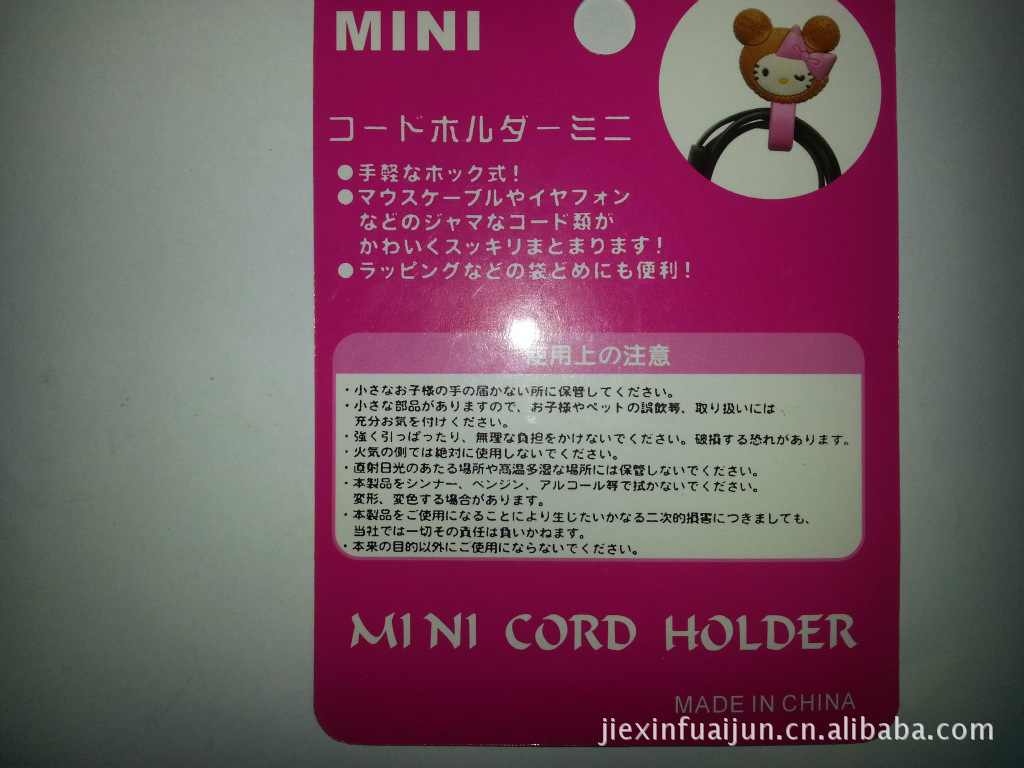 MINI
コードホルダーミニ
●手軽なホック式！
●マウスケーブルやイヤフォン
などのジャマなコード類が
かわいくスッキリまとまります！
●ラッピングなどの袋どめにも便利！
使用上の注意
・小さなお子様の手の届かない所に保管してください。
・小さな部品がありますので、お子様やペットの誤飲等、取り扱いには
充分お気を付けください。
・強く引っぱったり、無理な負担をかけないでください。破損する恐れがあります。
・火気の側では絶対に使用しないでください。
・直射日光のあたる場所や高温多湿な場所には保管しないでください。
・本製品をシンナー、ベンジン、アルコール等で拭かないでください。
変形、変色する場合があります。
・本製品をご使用になることにより生じたいかなる二次的損害につきましても、
当社では一切その責任は負いかねます。
・本来の目的以外にご使用にならないでください。
MINI CORD HOLDER
MADE IN CHINA
jiexinfuaijun.cn.alibaba.com